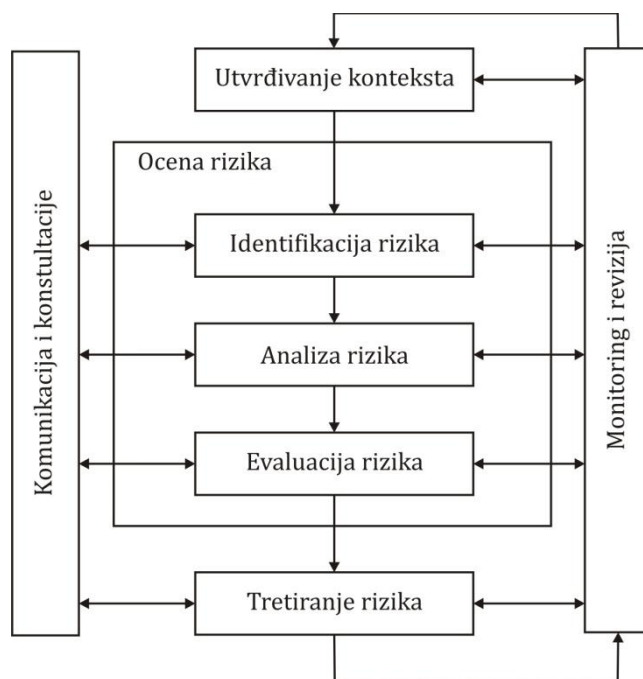 Utvrđivanje konteksta
Ocena rizika
Identifikacija rizika
Analiza rizika
Evaluacija rizika
Tretiranje rizika
Komunikacija i konstultacije
Monitoring i revizija